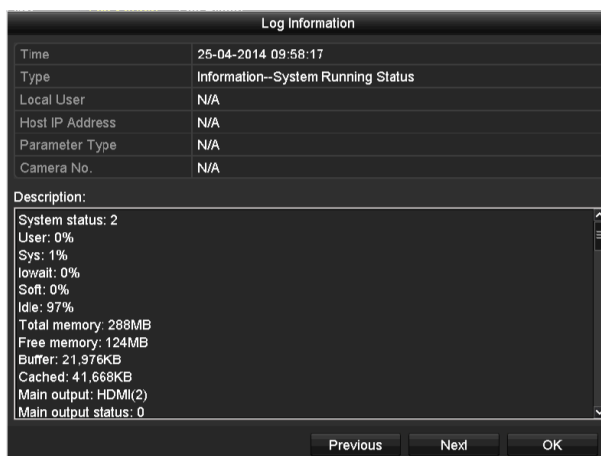 Log Information
Time 25-04-2014 09:58:17
Type Information--System Running Status
Local User N/A
Host IP Address N/A
Parameter Type N/A
Camera No. N/A
Description:
System status: 2
User: 0%
Sys: 1%
Iowait: 0%
Soft: 0%
Idle: 97%
Total memory: 288MB
Free memory: 124MB
Buffer: 21,976KB
Cached: 41,668KB
Main output: HDMI(2)
Main output status: 0
Previous Next OK